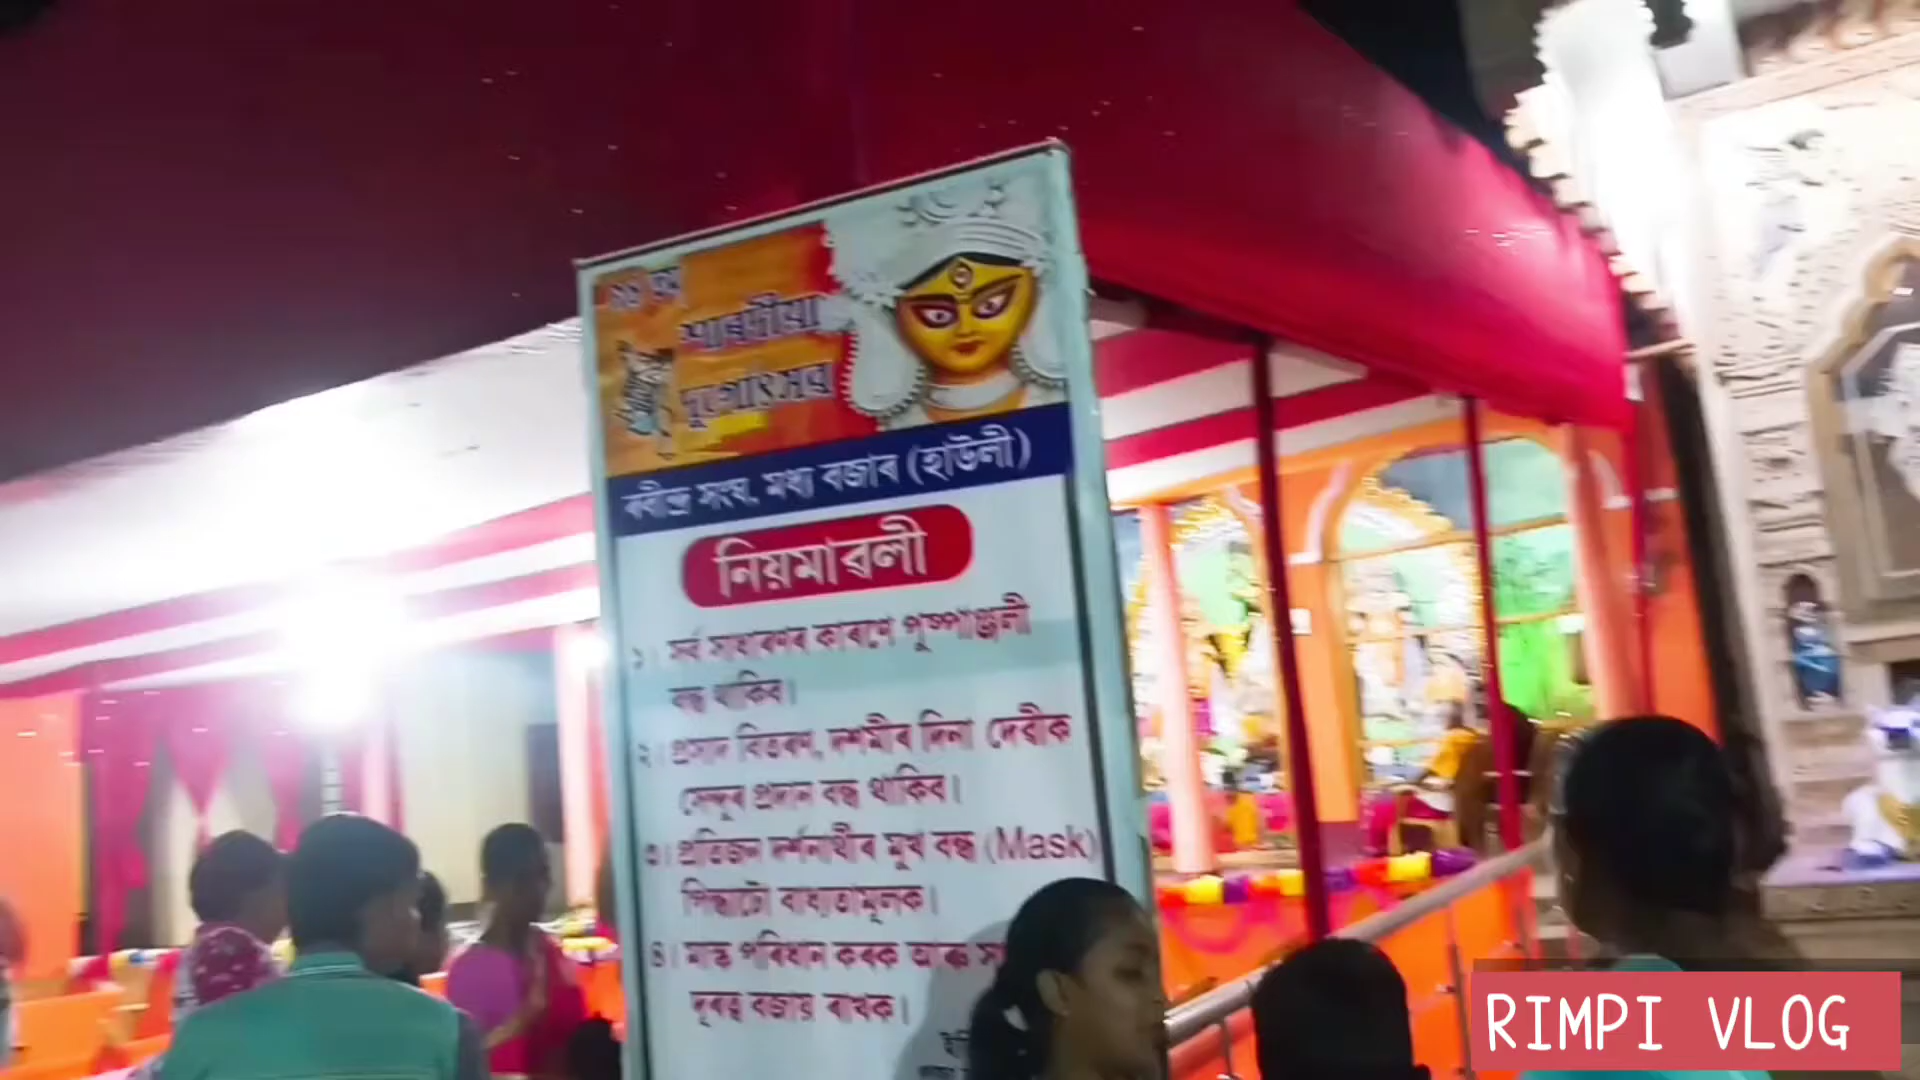 শাৰদীয়া
দুৰ্গোৎসৱ
ৰবীন্দ্ৰ সংঘ, মধ্য বজাৰ (হাউলী)
নিয়মাৱলী
১। সৰ্ব সাধাৰণৰ কাৰণে পুষ্পাঞ্জলী
বন্ধ থাকিব।
২। প্ৰসাদ বিতৰণ, দশমীৰ দিনা দেৱীক
সেন্দূৰ প্ৰদান বন্ধ থাকিব।
৩। প্ৰতিজন দৰ্শনাৰ্থীৰ মুখ বন্ধ (Mask)
পিন্ধাটো বাধ্যতামূলক।
৪। মাস্ক পৰিধান কৰক আৰু
দূৰত্ব বজায় ৰাখক।
RIMPI VLOG